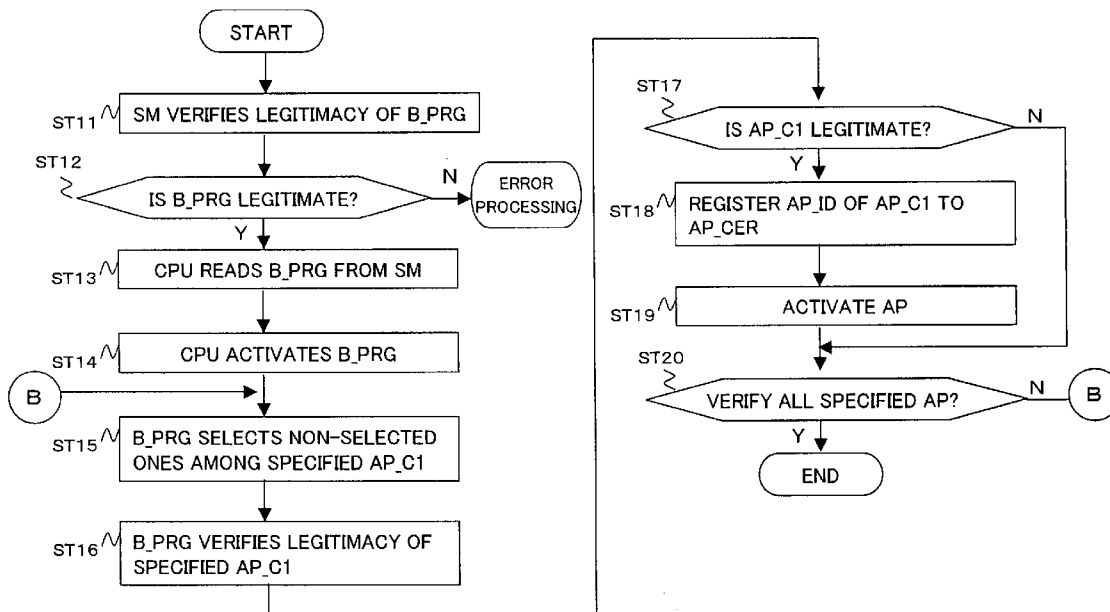 START
ST11
SM VERIFIES LEGITIMACY OF B_PRG
ST12
IS B_PRG LEGITIMATE?
N
ERROR
PROCESSING
Y
ST13
CPU READS B_PRG FROM SM
ST14
CPU ACTIVATES B_PRG
B
ST15
B_PRG SELECTS NON-SELECTED
ONES AMONG SPECIFIED AP_C1
ST16
B_PRG VERIFIES LEGITIMACY OF
SPECIFIED AP_C1
ST17
IS AP_C1 LEGITIMATE?
N
Y
ST18
REGISTER AP_ID OF AP_C1 TO
AP_CER
ST19
ACTIVATE AP
ST20
VERIFY ALL SPECIFIED AP?
N
B
Y
END